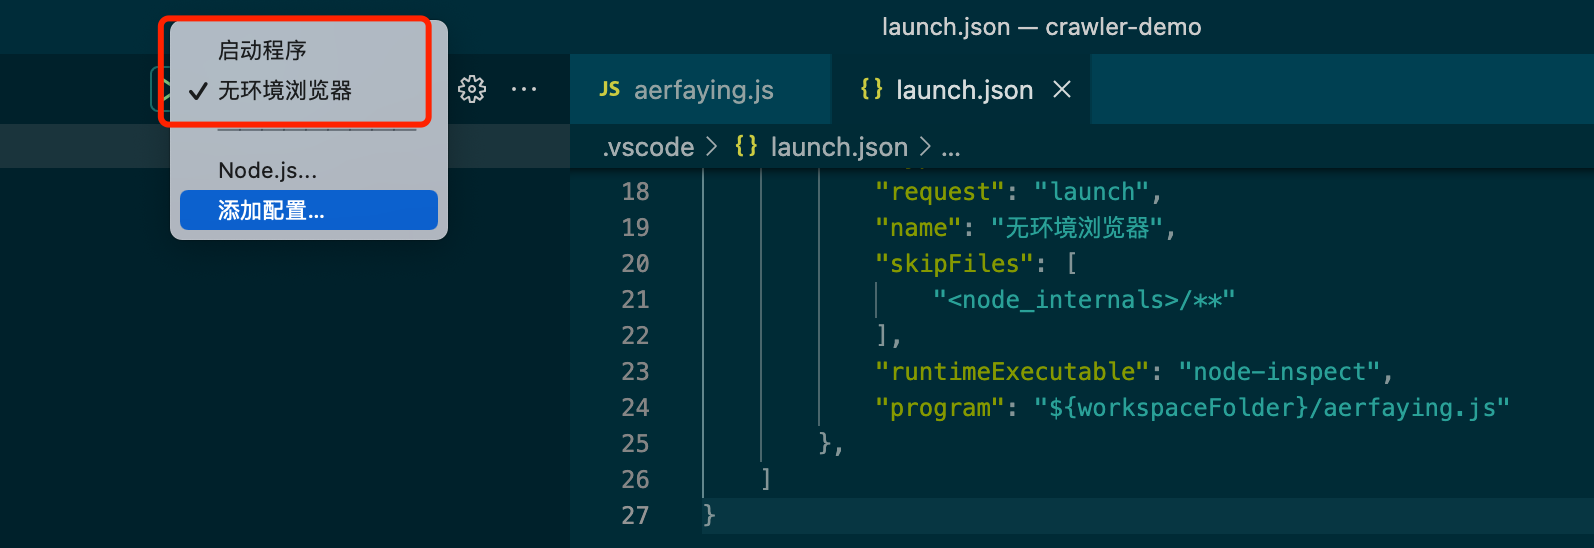 launch.json — crawler-demo
启动程序
✓ 无环境浏览器
Node.js...
添加配置...
JS aerfaying.js
{} launch.json ×
.vscode > {} launch.json > ...
18 "request": "launch",
19 "name": "无环境浏览器",
20 "skipFiles": [
21 "<node_internals>/**"
22 ],
23 "runtimeExecutable": "node-inspect",
24 "program": "${workspaceFolder}/aerfaying.js"
25 },
26 ]
27 }